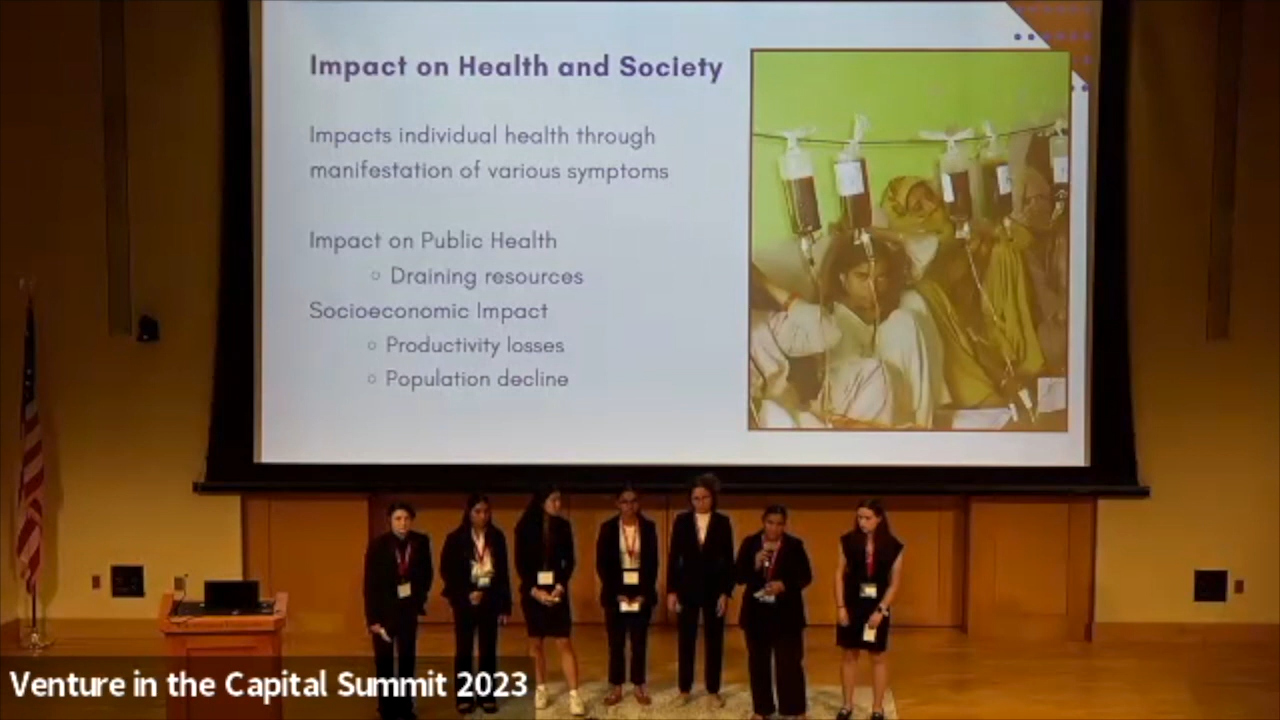 Impact on Health and Society
Impacts individual health through
manifestation of various symptoms
Impact on Public Health
○ Draining resources
Socioeconomic Impact
○ Productivity losses
○ Population decline
Venture in the Capital Summit 2023